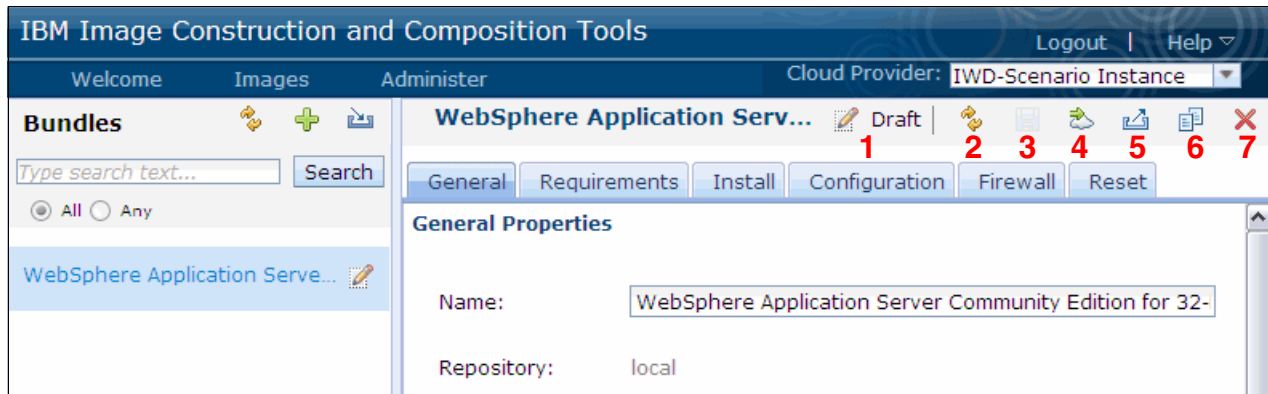 IBM Image Construction and Composition Tools
Logout | Help
Welcome Images Administer
Cloud Provider: IWD-Scenario Instance
Bundles
WebSphere Application Serv... Draft |
1 2 3 4 5 6 7
Type search text... Search
All Any
General Requirements Install Configuration Firewall Reset
General Properties
WebSphere Application Serve...
Name: WebSphere Application Server Community Edition for 32-
Repository: local